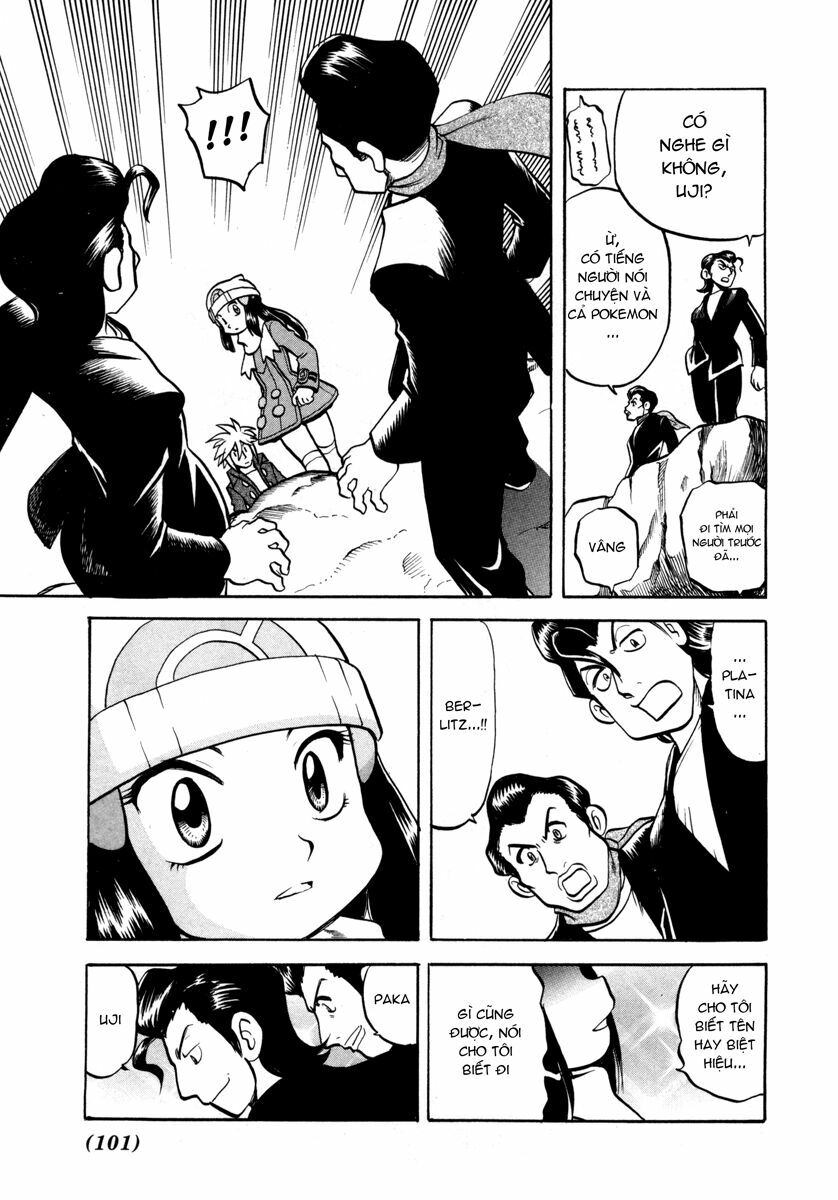 CÓ
NGHE GÌ
KHÔNG,
UJI?
Ừ,
CÓ TIẾNG
NGƯỜI NÓI
CHUYỆN VÀ
CẢ POKEMON
...
PHẢI
ĐI TÌM MỌI
NGƯỜI TRƯỚC
ĐÃ...
VÂNG
!!!
...
PLA-
TINA
...
BER-
LITZ...!!
HÃY
CHO TÔI
BIẾT TÊN
HAY BIỆT
HIỆU...
GÌ CŨNG
ĐƯỢC, NÓI
CHO TÔI
BIẾT ĐI
PAKA
UJI
(101)